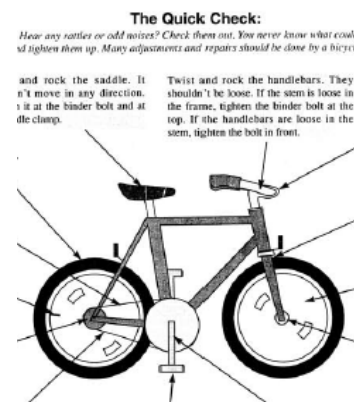 The Quick Check:
Hear any rattles or odd noises? Check them out. You never know what could
nd tighten them up. Many adjustments and repairs should be done by a bicyc
and rock the saddle. It
n't move in any direction.
n it at the binder bolt and at
dle clamp.
Twist and rock the handlebars. They
shouldn't be loose. If the stem is loose in
the frame, tighten the binder bolt at the
top. If the handlebars are loose in the
stem, tighten the bolt in front.